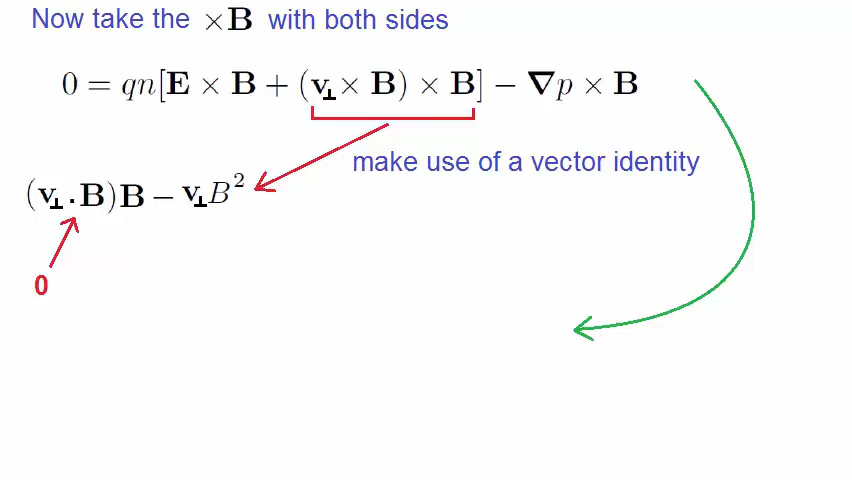 Now take the ×B with both sides
0 = qn[E × B + (v⊥ × B) × B] − ∇p × B
make use of a vector identity
(v⊥ . B)B − v⊥B²
0